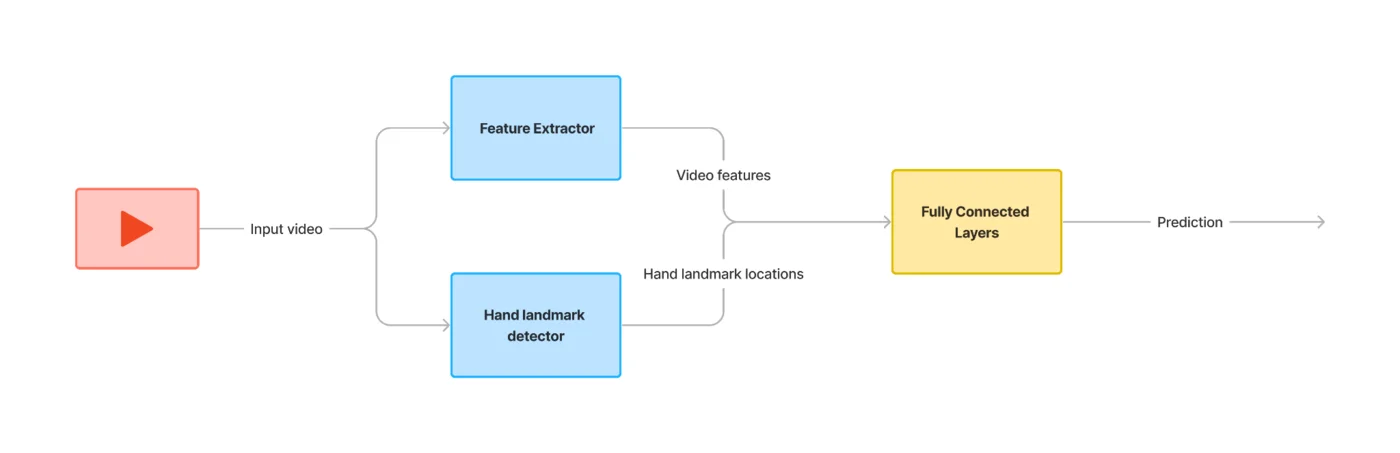 Feature Extractor
Video features
Input video
Fully Connected
Layers
Prediction
Hand landmark locations
Hand landmark
detector